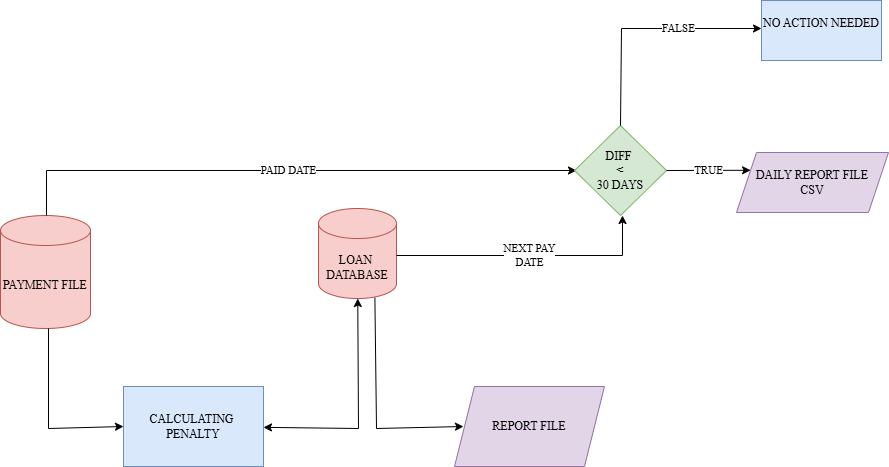 FALSE
NO ACTION NEEDED
PAID DATE
DIFF
<
30 DAYS
TRUE
DAILY REPORT FILE
CSV
PAYMENT FILE
LOAN
DATABASE
NEXT PAY
DATE
CALCULATING
PENALTY
REPORT FILE